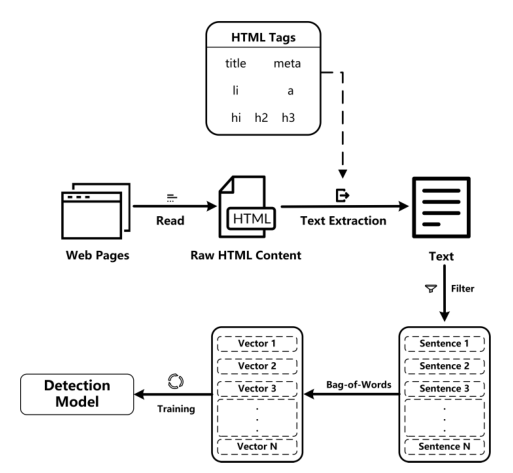 HTML Tags
title meta
li a
hi h2 h3
HTML
Read
Text Extraction
Web Pages
Raw HTML Content
Text
Filter
Vector 1
Vector 2
Vector 3
.
.
.
Vector N
Sentence 1
Sentence 2
Sentence 3
.
.
.
Sentence N
Bag-of-Words
Detection
Model
Training